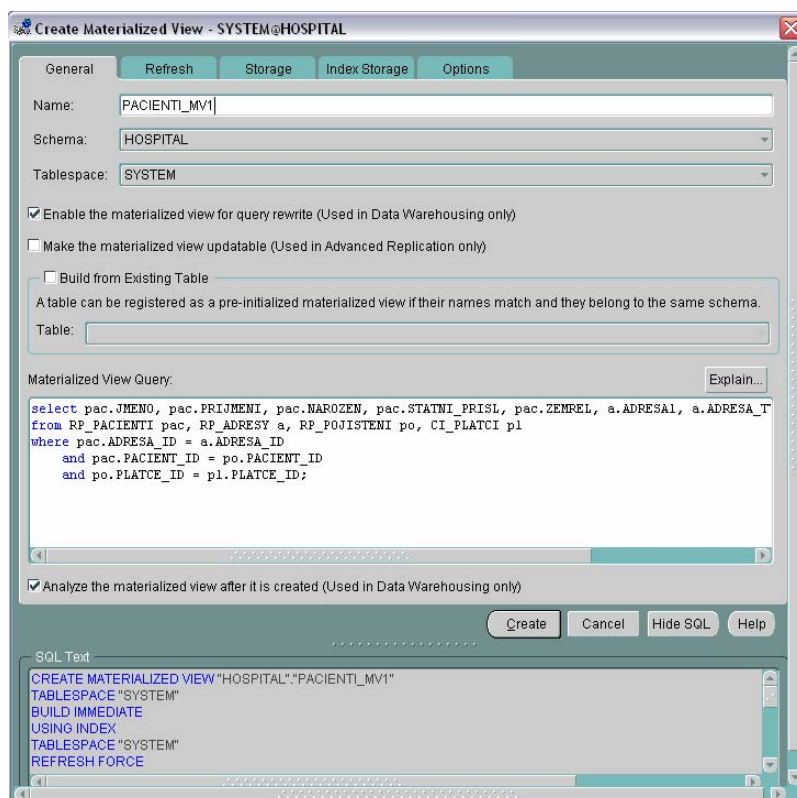 Create Materialized View - SYSTEM@HOSPITAL
General Refresh Storage Index Storage Options
Name: PACIENTI_MV1
Schema: HOSPITAL
Tablespace: SYSTEM
Enable the materialized view for query rewrite (Used in Data Warehousing only)
Make the materialized view updatable (Used in Advanced Replication only)
Build from Existing Table
A table can be registered as a pre-initialized materialized view if their names match and they belong to the same schema.
Table:
Materialized View Query: Explain...
select pac.JMENO, pac.PRIJMENI, pac.NAROZEN, pac.STATNI_PRISL, pac.ZEMREL, a.ADRESA1, a.ADRESA_T
from RP_PACIENTI pac, RP_ADRESY a, RP_POJISTENI po, CI_PLATCI pl
where pac.ADRESA_ID = a.ADRESA_ID
and pac.PACIENT_ID = po.PACIENT_ID
and po.PLATCE_ID = pl.PLATCE_ID;
Analyze the materialized view after it is created (Used in Data Warehousing only)
Create Cancel Hide SQL Help
SQL Text
CREATE MATERIALIZED VIEW "HOSPITAL"."PACIENTI_MV1"
TABLESPACE "SYSTEM"
BUILD IMMEDIATE
USING INDEX
TABLESPACE "SYSTEM"
REFRESH FORCE